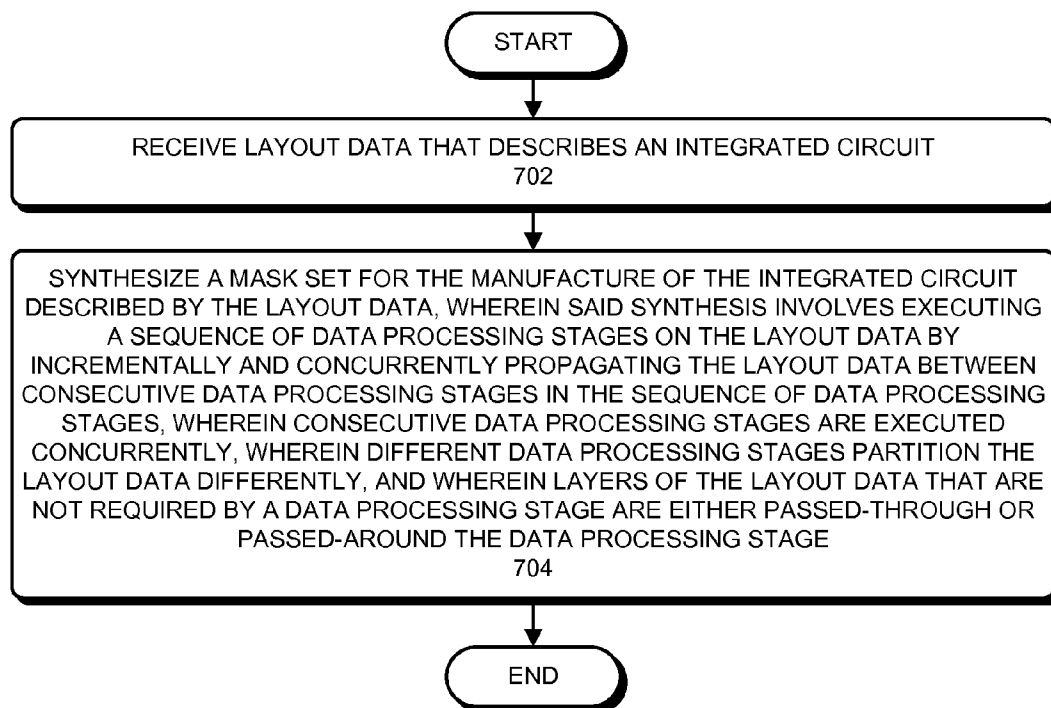 START
RECEIVE LAYOUT DATA THAT DESCRIBES AN INTEGRATED CIRCUIT
702
SYNTHESIZE A MASK SET FOR THE MANUFACTURE OF THE INTEGRATED CIRCUIT
DESCRIBED BY THE LAYOUT DATA, WHEREIN SAID SYNTHESIS INVOLVES EXECUTING
A SEQUENCE OF DATA PROCESSING STAGES ON THE LAYOUT DATA BY
INCREMENTALLY AND CONCURRENTLY PROPAGATING THE LAYOUT DATA BETWEEN
CONSECUTIVE DATA PROCESSING STAGES IN THE SEQUENCE OF DATA PROCESSING
STAGES, WHEREIN CONSECUTIVE DATA PROCESSING STAGES ARE EXECUTED
CONCURRENTLY, WHEREIN DIFFERENT DATA PROCESSING STAGES PARTITION THE
LAYOUT DATA DIFFERENTLY, AND WHEREIN LAYERS OF THE LAYOUT DATA THAT ARE
NOT REQUIRED BY A DATA PROCESSING STAGE ARE EITHER PASSED-THROUGH OR
PASSED-AROUND THE DATA PROCESSING STAGE
704
END